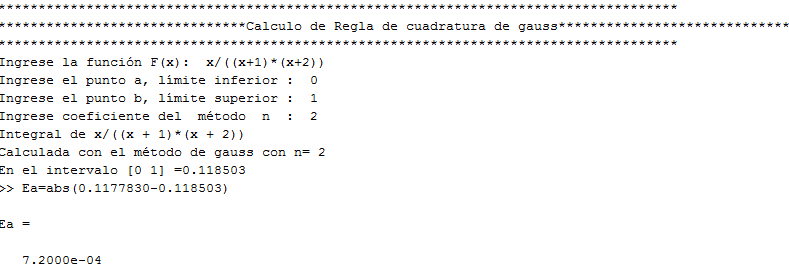 **************************************************************************************
*******************************Calculo de Regla de cuadratura de gauss*****************************
**************************************************************************************
Ingrese la función F(x):  x/((x+1)*(x+2))
Ingrese el punto a, límite inferior :  0
Ingrese el punto b, límite superior :  1
Ingrese coeficiente del  método  n  :  2
Integral de x/((x + 1)*(x + 2))
Calculada con el método de gauss con n= 2
En el intervalo [0 1] =0.118503
>> Ea=abs(0.1177830-0.118503)
Ea =
7.2000e-04